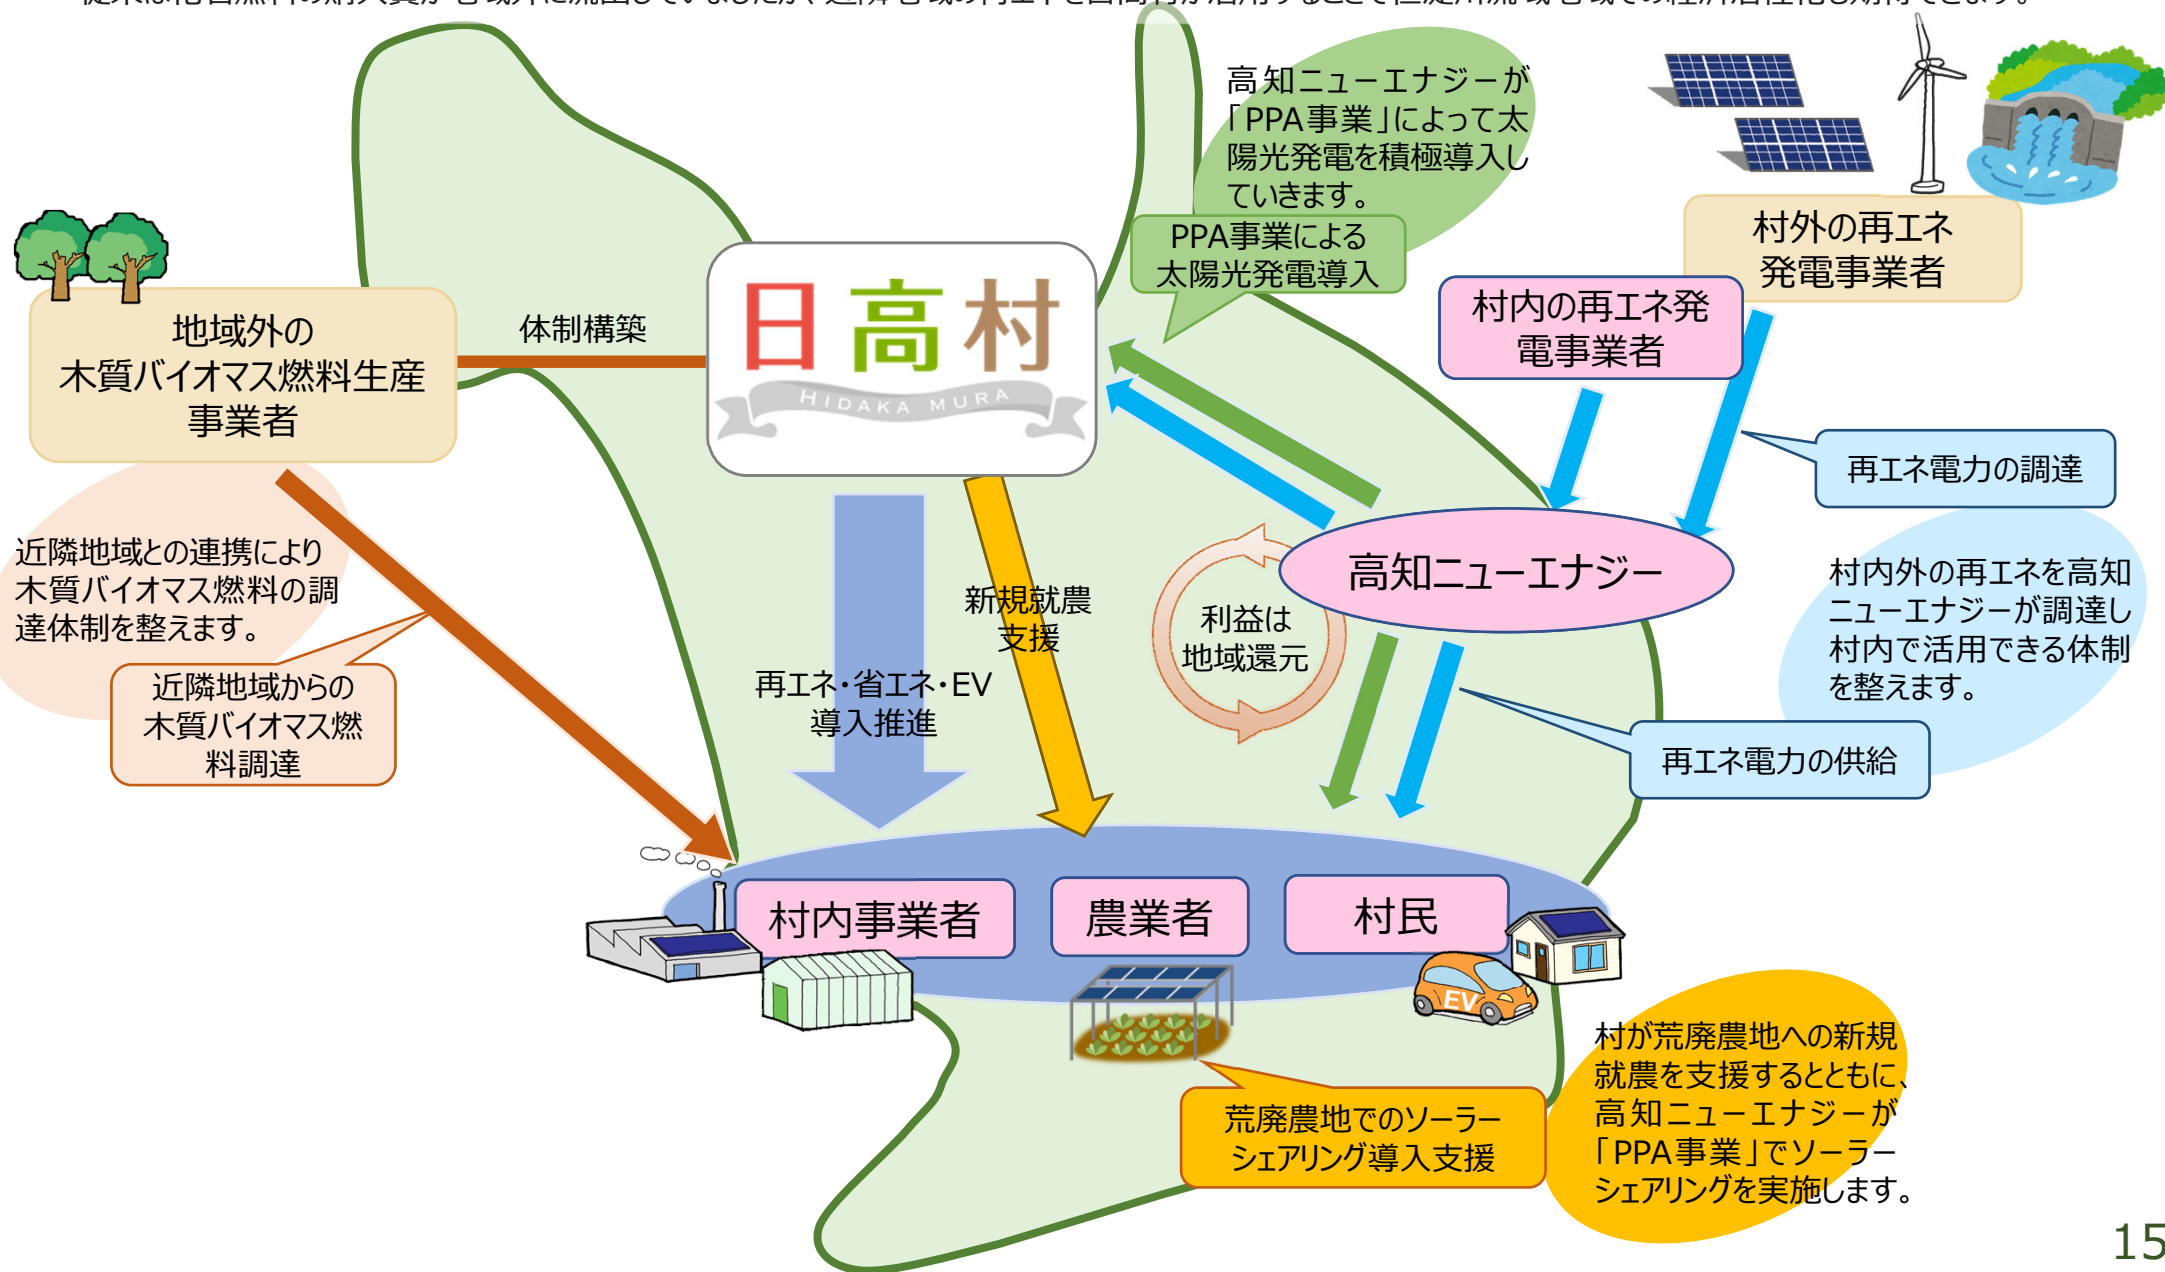 高知ニューエナジーが
「PPA事業」によって太
陽光発電を積極導入し
ていきます。
PPA事業による
太陽光発電導入
村外の再エネ
発電事業者
村内の再エネ発
電事業者
地域外の
木質バイオマス燃料生産
事業者
体制構築
日高村
HIDAKA MURA
再エネ電力の調達
近隣地域との連携により
木質バイオマス燃料の調
達体制を整えます。
高知ニューエナジー
村内外の再エネを高知
ニューエナジーが調達し
村内で活用できる体制
を整えます。
新規就農
支援
利益は
地域還元
近隣地域からの
木質バイオマス燃
料調達
再エネ・省エネ・EV
導入推進
再エネ電力の供給
村内事業者
農業者
村民
EV
荒廃農地でのソーラー
シェアリング導入支援
村が荒廃農地への新規
就農を支援するとともに、
高知ニューエナジーが
「PPA事業」でソーラー
シェアリングを実施します。
15